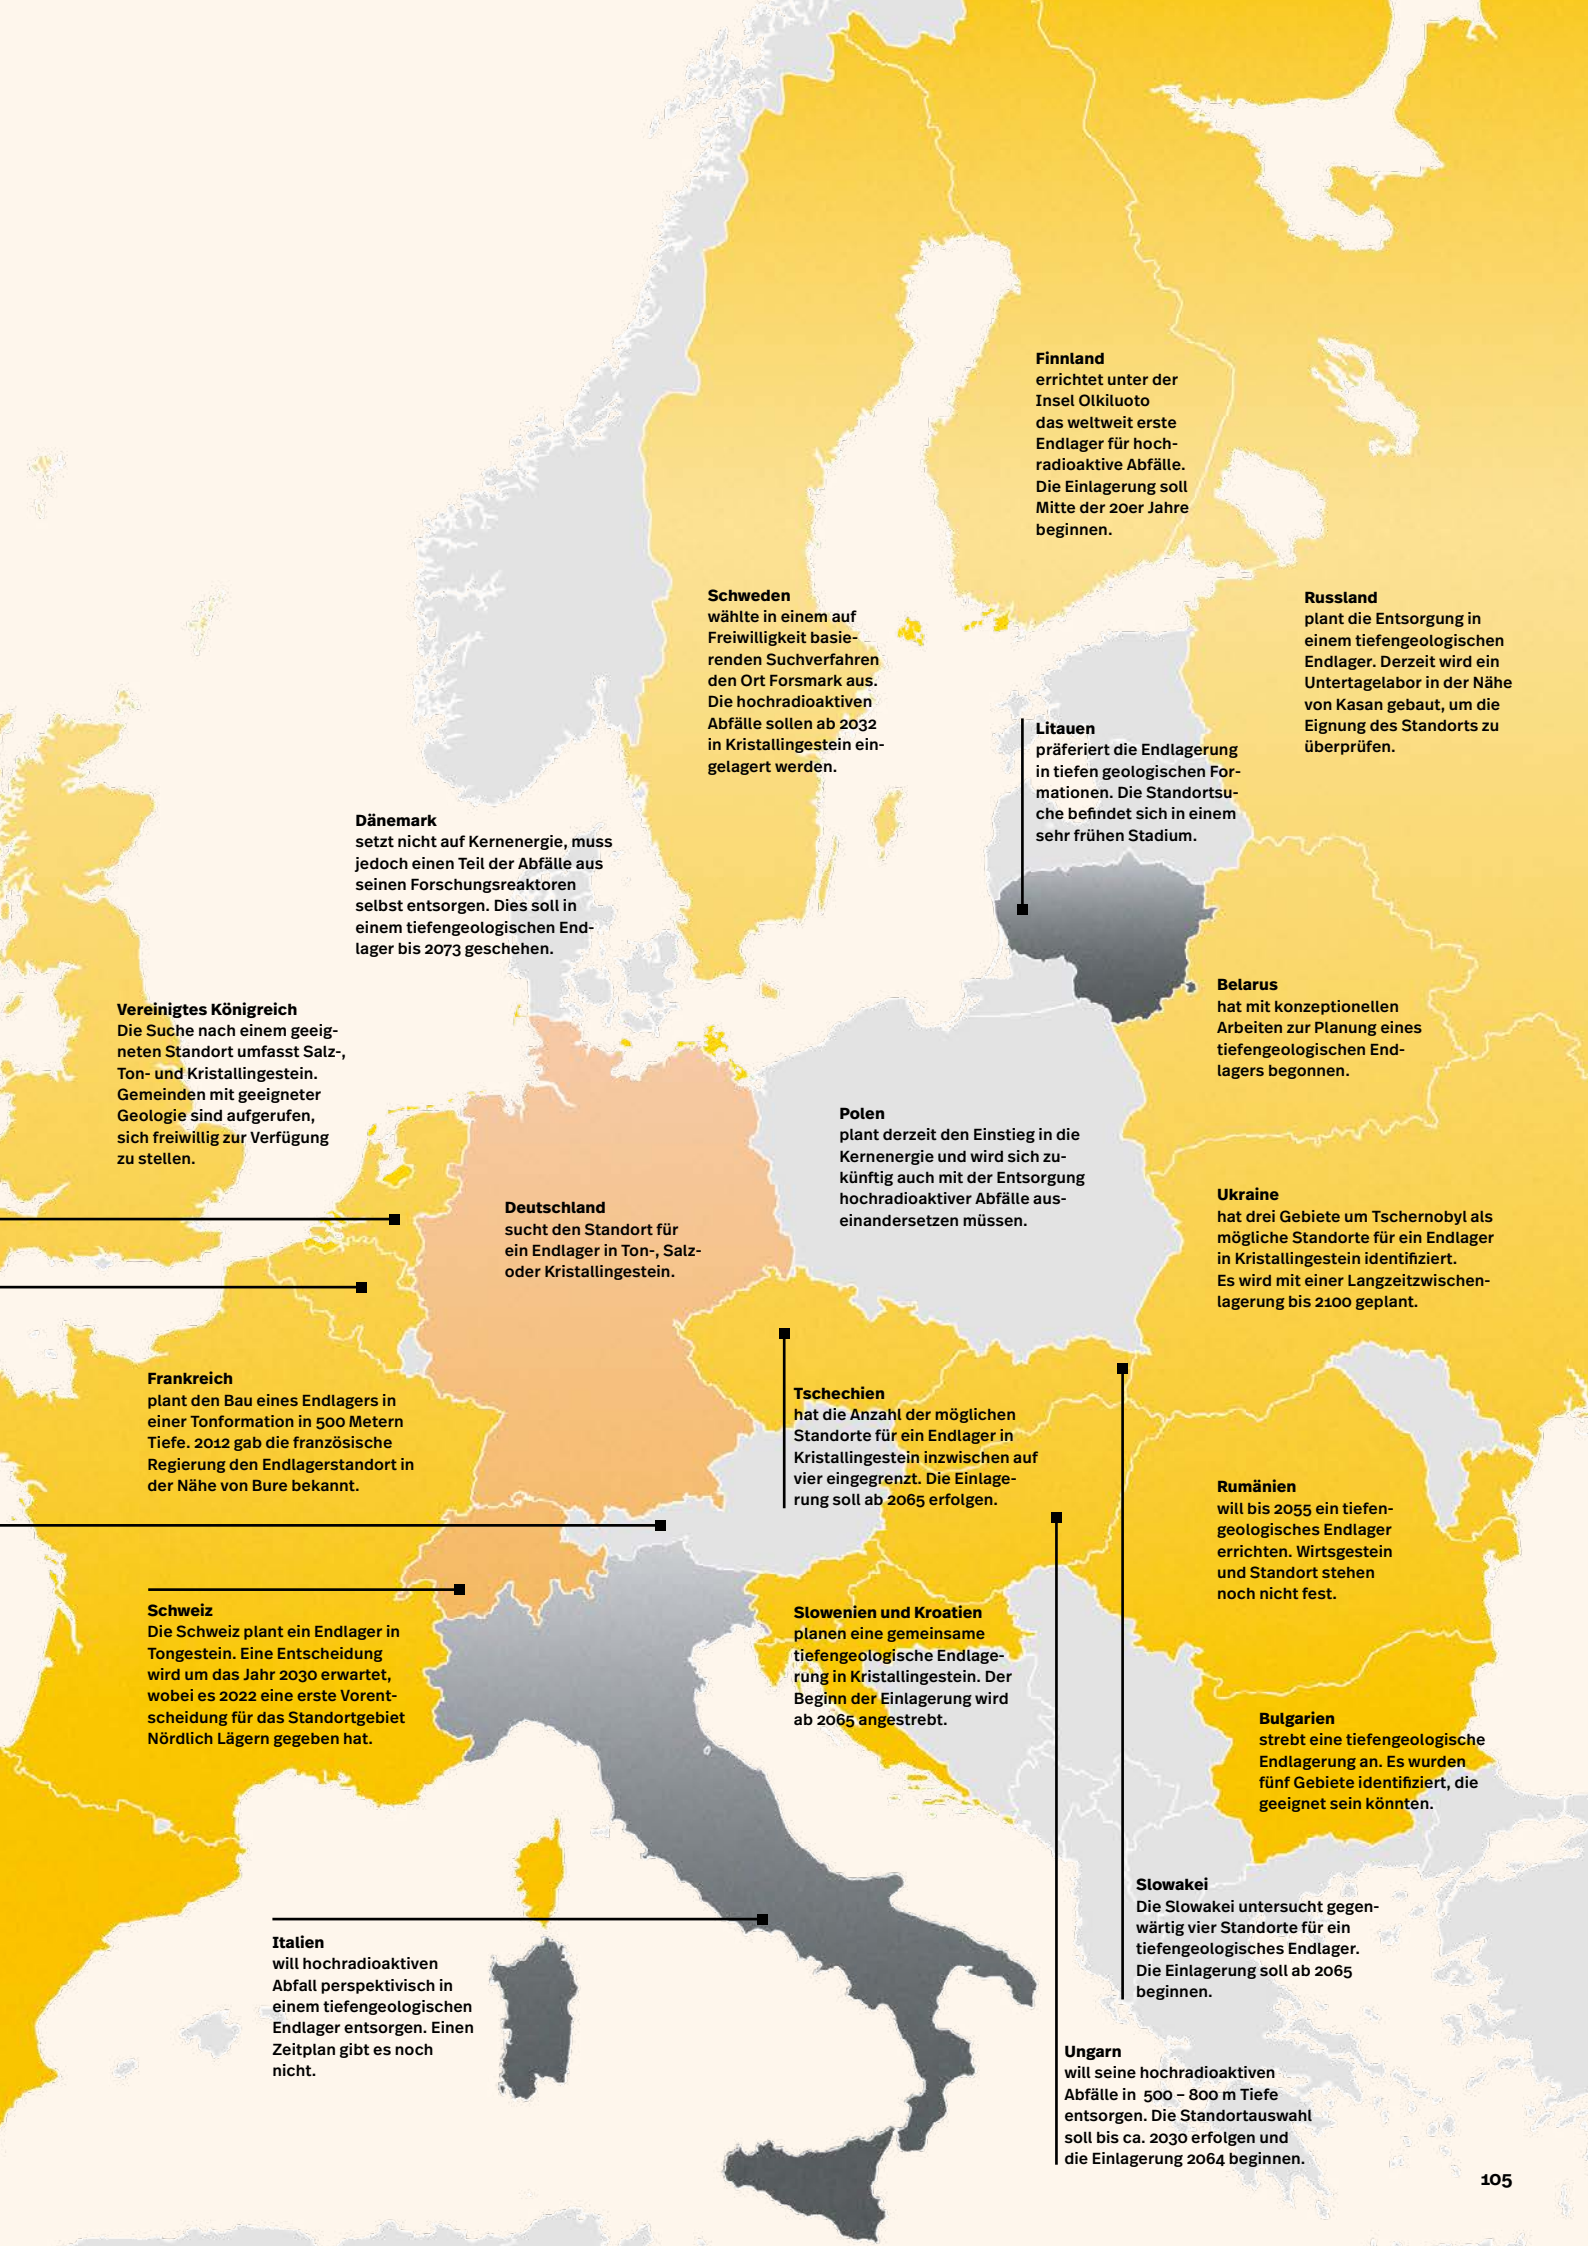 Finnland
errichtet unter der
Insel Olkiluoto
das weltweit erste
Endlager für hoch-
radioaktive Abfälle.
Die Einlagerung soll
Mitte der 20er Jahre
beginnen.
Schweden
wählte in einem auf
Freiwilligkeit basie-
renden Suchverfahren
den Ort Forsmark aus.
Die hochradioaktiven
Abfälle sollen ab 2032
in Kristallingestein ein-
gelagert werden.
Russland
plant die Entsorgung in
einem tiefengeologischen
Endlager. Derzeit wird ein
Untertagelabor in der Nähe
von Kasan gebaut, um die
Eignung des Standorts zu
überprüfen.
Litauen
präferiert die Endlagerung
in tiefen geologischen For-
mationen. Die Standortsu-
che befindet sich in einem
sehr frühen Stadium.
Dänemark
setzt nicht auf Kernenergie, muss
jedoch einen Teil der Abfälle aus
seinen Forschungsreaktoren
selbst entsorgen. Dies soll in
einem tiefengeologischen End-
lager bis 2073 geschehen.
Belarus
hat mit konzeptionellen
Arbeiten zur Planung eines
tiefengeologischen End-
lagers begonnen.
Vereinigtes Königreich
Die Suche nach einem geeig-
neten Standort umfasst Salz-,
Ton- und Kristallingestein.
Gemeinden mit geeigneter
Geologie sind aufgerufen,
sich freiwillig zur Verfügung
zu stellen.
Polen
plant derzeit den Einstieg in die
Kernenergie und wird sich zu-
künftig auch mit der Entsorgung
hochradioaktiver Abfälle aus-
einandersetzen müssen.
Deutschland
sucht den Standort für
ein Endlager in Ton-, Salz-
oder Kristallingestein.
Ukraine
hat drei Gebiete um Tschernobyl als
mögliche Standorte für ein Endlager
in Kristallingestein identifiziert.
Es wird mit einer Langzeitzwischen-
lagerung bis 2100 geplant.
Frankreich
plant den Bau eines Endlagers in
einer Tonformation in 500 Metern
Tiefe. 2012 gab die französische
Regierung den Endlagerstandort in
der Nähe von Bure bekannt.
Tschechien
hat die Anzahl der möglichen
Standorte für ein Endlager in
Kristallingestein inzwischen auf
vier eingegrenzt. Die Einlage-
rung soll ab 2065 erfolgen.
Rumänien
will bis 2055 ein tiefen-
geologisches Endlager
errichten. Wirtsgestein
und Standort stehen
noch nicht fest.
Schweiz
Die Schweiz plant ein Endlager in
Tongestein. Eine Entscheidung
wird um das Jahr 2030 erwartet,
wobei es 2022 eine erste Vorent-
scheidung für das Standortgebiet
Nördlich Lägern gegeben hat.
Slowenien und Kroatien
planen eine gemeinsame
tiefengeologische Endlage-
rung in Kristallingestein. Der
Beginn der Einlagerung wird
ab 2065 angestrebt.
Bulgarien
strebt eine tiefengeologische
Endlagerung an. Es wurden
fünf Gebiete identifiziert, die
geeignet sein könnten.
Slowakei
Die Slowakei untersucht gegen-
wärtig vier Standorte für ein
tiefengeologisches Endlager.
Die Einlagerung soll ab 2065
beginnen.
Italien
will hochradioaktiven
Abfall perspektivisch in
einem tiefengeologischen
Endlager entsorgen. Einen
Zeitplan gibt es noch
nicht.
Ungarn
will seine hochradioaktiven
Abfälle in 500 – 800 m Tiefe
entsorgen. Die Standortauswahl
soll bis ca. 2030 erfolgen und
die Einlagerung 2064 beginnen.
105